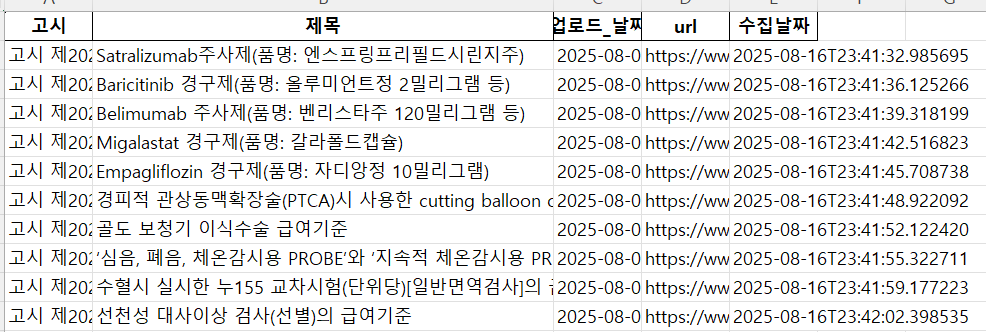 고시 제목 업로드_날짜 url 수집날짜
고시 제202 Satralizumab주사제(품명: 엔스프링프리필드시린지주) 2025-08-0 https://ww 2025-08-16T23:41:32.985695
고시 제202 Baricitinib 경구제(품명: 올루미언트정 2밀리그램 등) 2025-08-0 https://ww 2025-08-16T23:41:36.125266
고시 제202 Belimumab 주사제(품명: 벤리스타주 120밀리그램 등) 2025-08-0 https://ww 2025-08-16T23:41:39.318199
고시 제202 Migalastat 경구제(품명: 갈라폴드캡슐) 2025-08-0 https://ww 2025-08-16T23:41:42.516823
고시 제202 Empagliflozin 경구제(품명: 자디앙정 10밀리그램) 2025-08-0 https://ww 2025-08-16T23:41:45.708738
고시 제202 경피적 관상동맥확장술(PTCA)시 사용한 cutting balloon c 2025-08-0 https://ww 2025-08-16T23:41:48.922092
고시 제202 골도 보청기 이식수술 급여기준 2025-08-0 https://ww 2025-08-16T23:41:52.122420
고시 제202 ‘심음, 폐음, 체온감시용 PROBE’와 ‘지속적 체온감시용 PR 2025-08-0 https://ww 2025-08-16T23:41:55.322711
고시 제202 수혈시 실시한 누155 교차시험(단위당)[일반면역검사]의 2025-08-0 https://ww 2025-08-16T23:41:59.177223
고시 제202 선천성 대사이상 검사(선별)의 급여기준 2025-08-0 https://ww 2025-08-16T23:42:02.398535